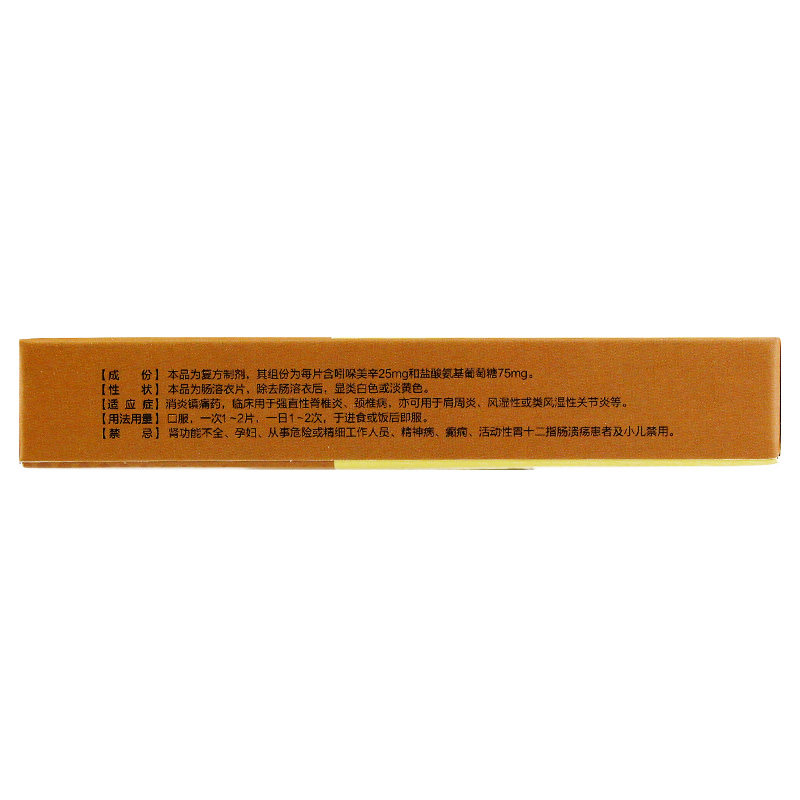 【成 份】本品为复方制剂，其组份为每片含吲哚美辛25mg和盐酸氨基葡萄糖75mg。
【性 状】本品为肠溶衣片，除去肠溶衣后，显类白色或淡黄色。
【适 应 症】消炎镇痛药，临床用于强直性脊椎炎、颈椎病，亦可用于肩周炎、风湿性或类风湿性关节炎等。
【用法用量】口服，一次1~2片，一日1~2次，于进食或饭后即服。
【禁 忌】肾功能不全、孕妇、从事危险或精细工作人员、精神病、癫痫、活动性胃十二指肠溃疡患者及小儿禁用。